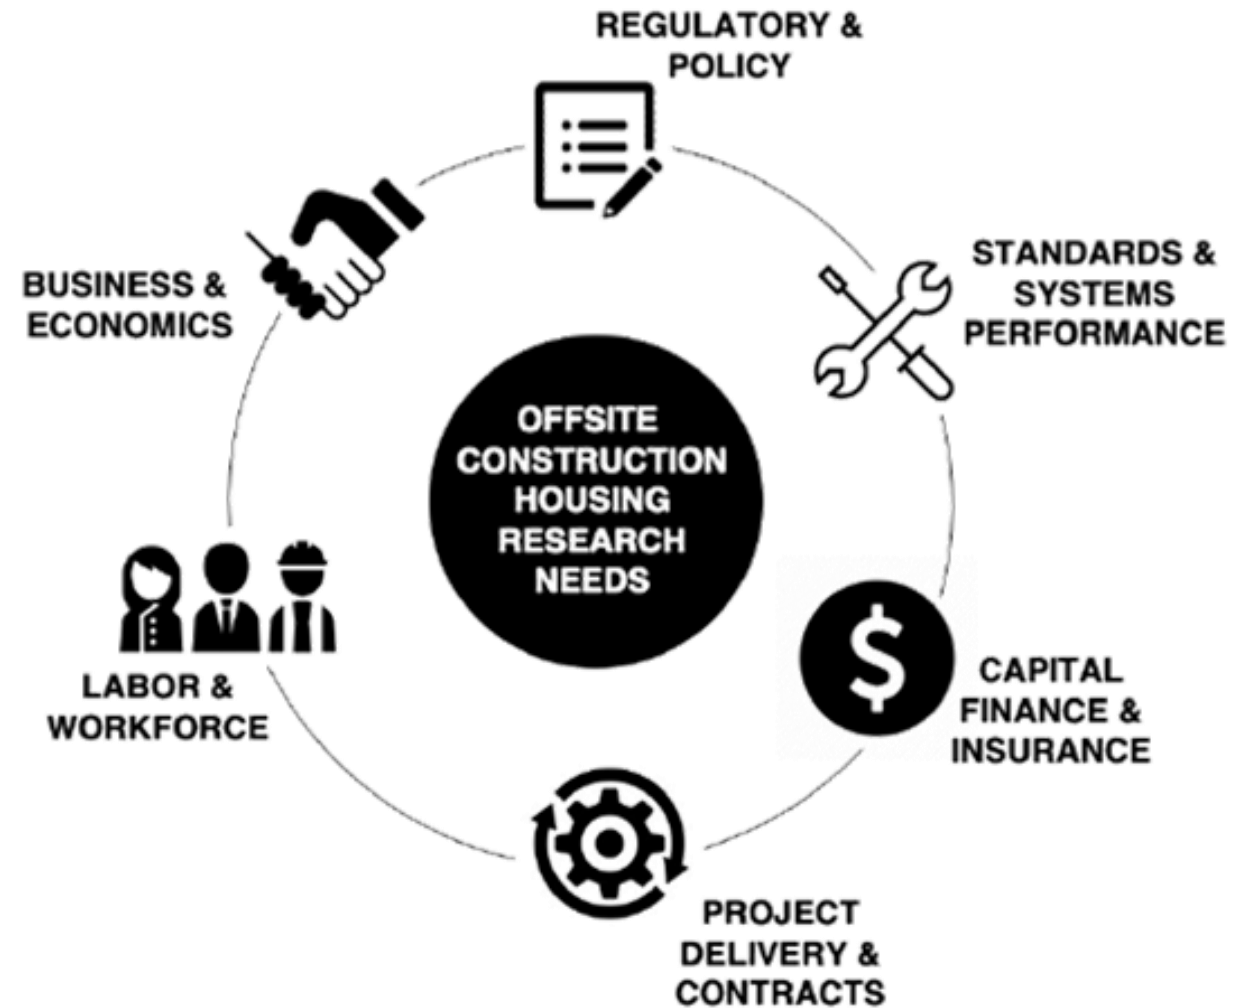 REGULATORY &
POLICY
STANDARDS &
SYSTEMS
PERFORMANCE
BUSINESS &
ECONOMICS
OFFSITE
CONSTRUCTION
HOUSING
RESEARCH
NEEDS
LABOR &
WORKFORCE
$
CAPITAL
FINANCE &
INSURANCE
PROJECT
DELIVERY &
CONTRACTS